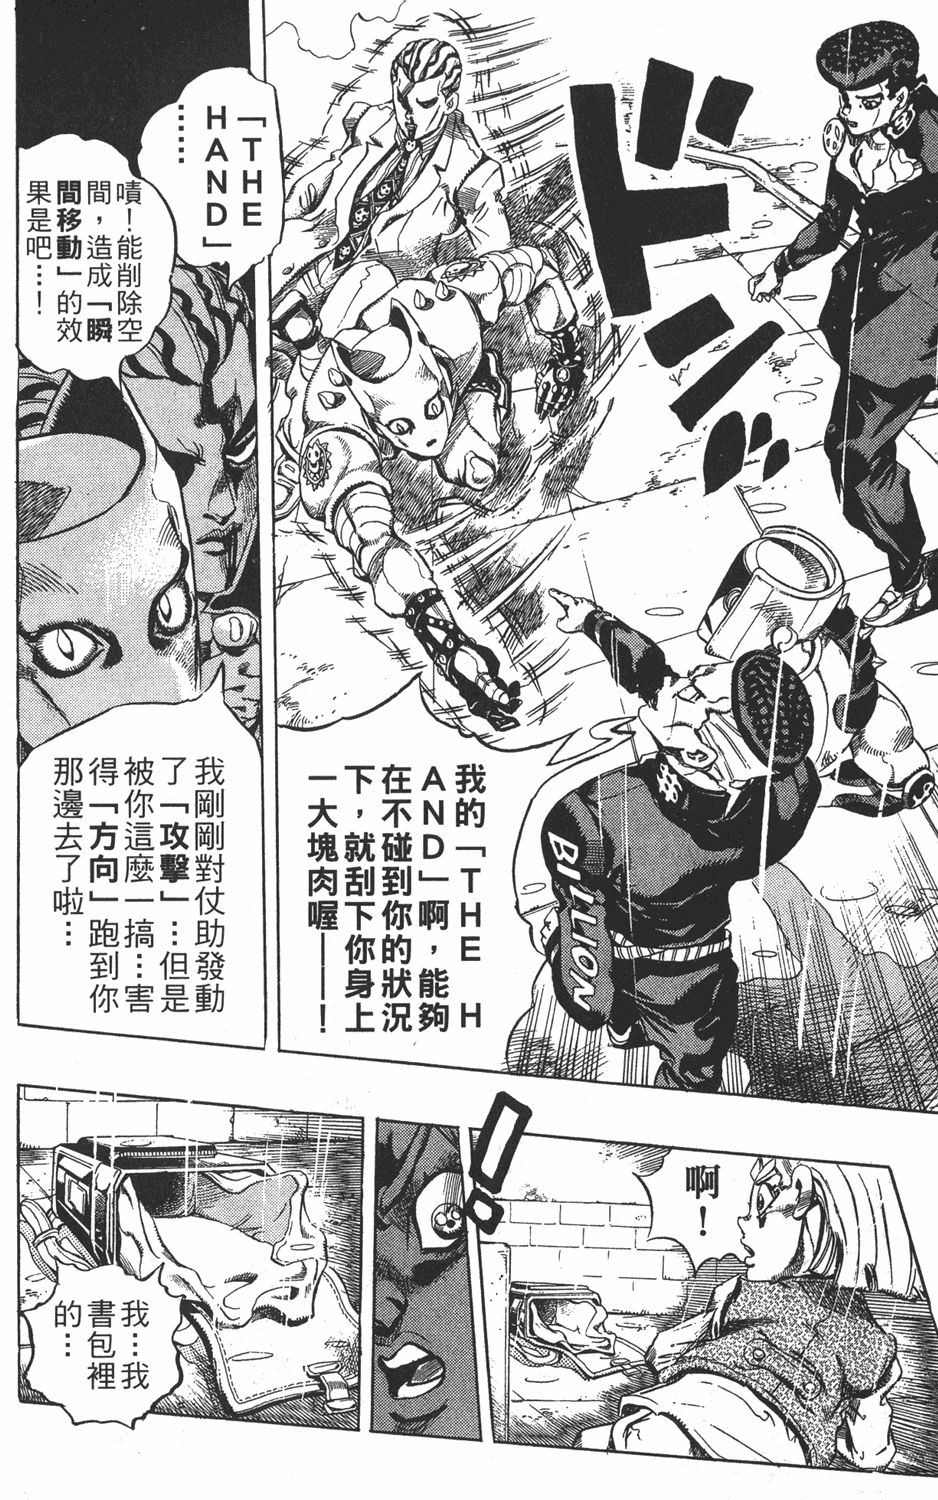 ドドドド
我的「THE H
AND」啊，能夠
在不碰到你的狀況
下，就刮下你身上
一大塊肉喔——！
BILLION
「THE
HAND」
……
嘖！能削除空
間，造成「瞬
間移動」的效
果是吧…！
我剛剛對仗助發動
了「攻擊」…但是
被你這麼一搞…害
得「方向」跑到你
那邊去了啦…
啊！
！
我…我
書包裡
的…